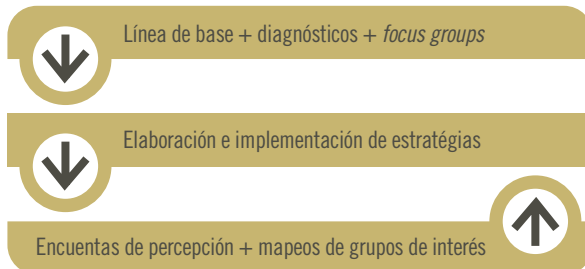 Línea de base + diagnósticos + focus groups
Elaboración e implementación de estratégias
Encuentas de percepción + mapeos de grupos de interés